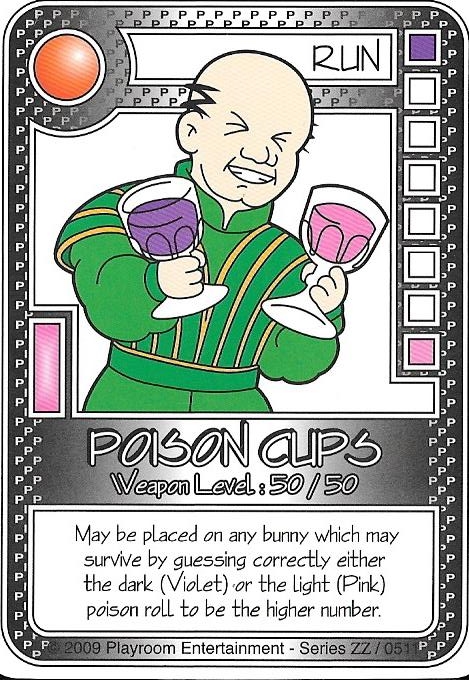 RUN
POISON CUPS
Weapon Level : 50 / 50
May be placed on any bunny which may
survive by guessing correctly either
the dark (Violet) or the light (Pink)
poison roll to be the higher number.
© 2009 Playroom Entertainment - Series ZZ / 0511